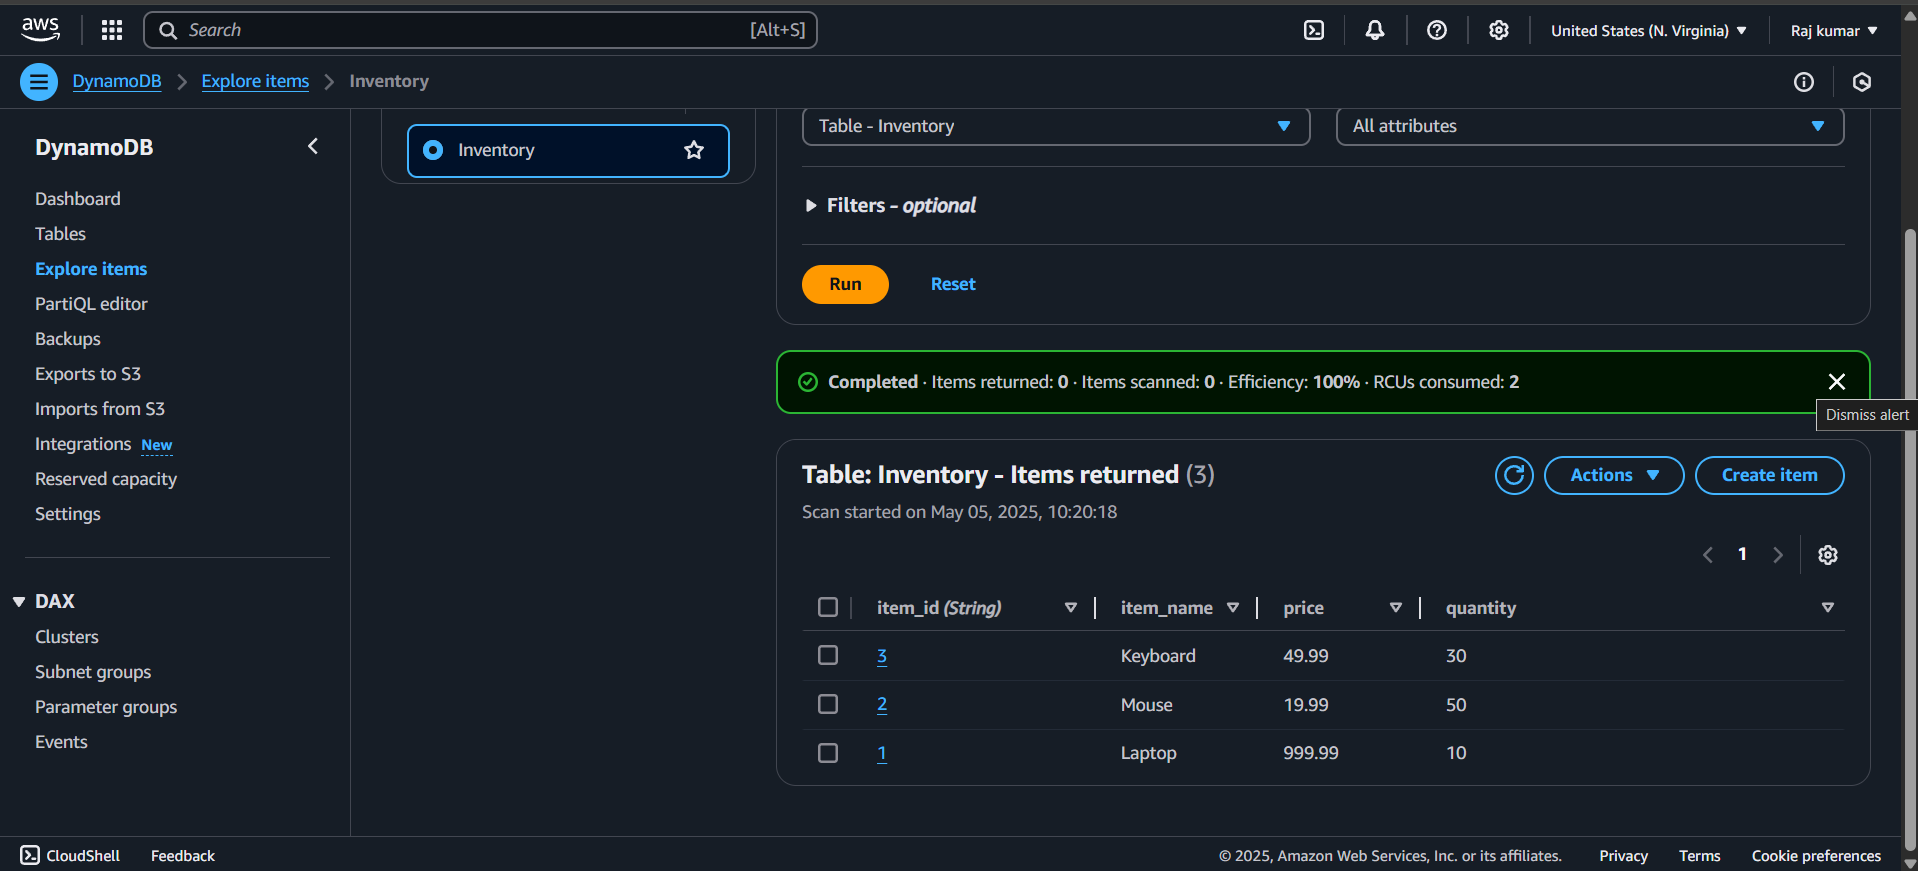 aws
Search [Alt+S]
United States (N. Virginia)
Raj kumar
DynamoDB
Explore items
Inventory
DynamoDB
Dashboard
Tables
Explore items
PartiQL editor
Backups
Exports to S3
Imports from S3
Integrations New
Reserved capacity
Settings
DAX
Clusters
Subnet groups
Parameter groups
Events
Inventory
Table - Inventory
All attributes
Filters - optional
Run
Reset
Completed · Items returned: 0 · Items scanned: 0 · Efficiency: 100% · RCUs consumed: 2
Dismiss alert
Table: Inventory - Items returned (3)
Actions
Create item
Scan started on May 05, 2025, 10:20:18
1
item_id (String) item_name price quantity
3 Keyboard 49.99 30
2 Mouse 19.99 50
1 Laptop 999.99 10
CloudShell
Feedback
© 2025, Amazon Web Services, Inc. or its affiliates.
Privacy
Terms
Cookie preferences